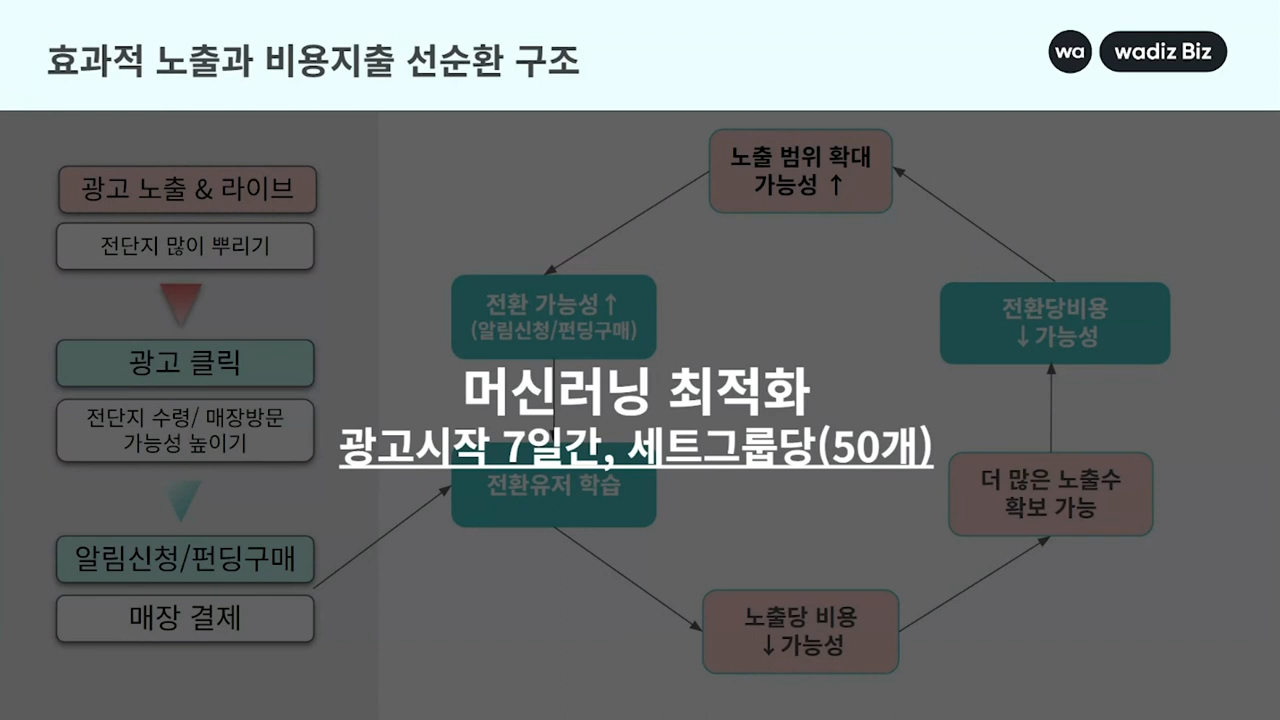 효과적 노출과 비용지출 선순환 구조
wa
wadiz Biz
광고 노출 & 라이브
전단지 많이 뿌리기
광고 클릭
전단지 수령/ 매장방문
가능성 높이기
알림신청/펀딩구매
매장 결제
노출 범위 확대
가능성 ↑
전환 가능성↑
(알림신청/펀딩구매)
전환당비용
↓가능성
머신러닝 최적화
광고시작 7일간, 세트그룹당(50개)
전환유저 학습
더 많은 노출수
확보 가능
노출당 비용
↓가능성